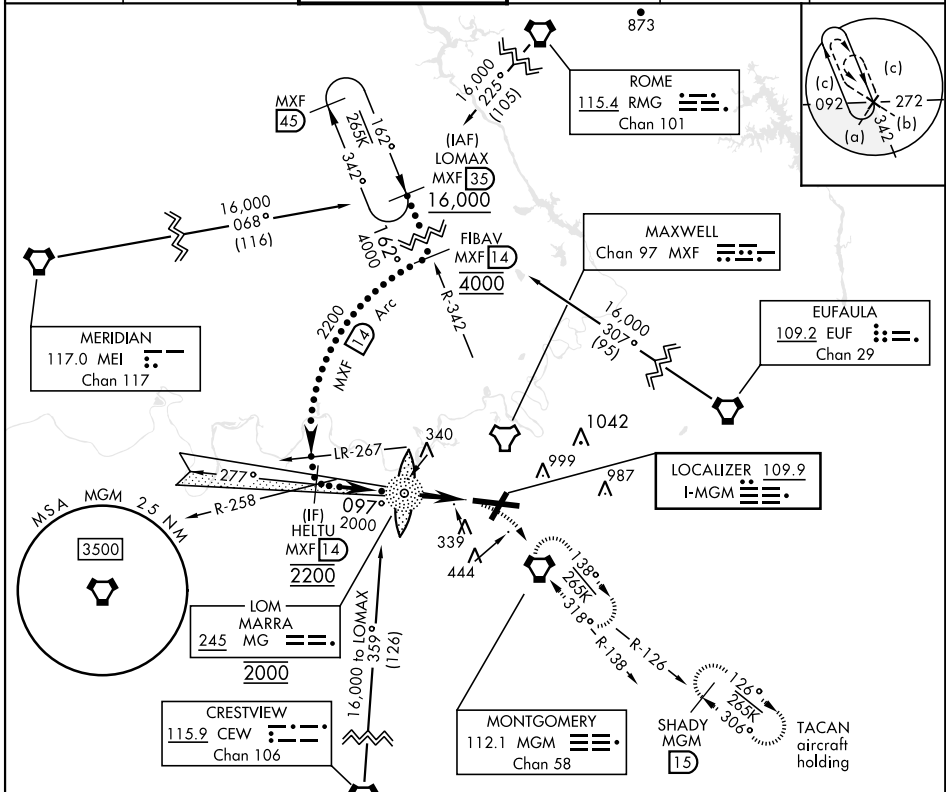 873
16,000
225°
(105)
ROME
115.4 RMG
Chan 101
(c)
(c)
092
272
(a)
(b)
342
MXF
45
162°
265K
342°
(IAF)
LOMAX
MXF 35
16,000
16,000
068°
(116)
162°
4000
FIBAV
MXF 14
4000
R-342
MAXWELL
Chan 97 MXF
MERIDIAN
117.0 MEI
Chan 117
2200
MXF 14 Arc
16,000
307°
(95)
EUFAULA
109.2 EUF
Chan 29
340
1042
999
987
LR-267
277°
R-258
097°
2000
(IF)
HELTU
MXF 14
2200
LOCALIZER 109.9
I-MGM
339
444
MSA MGM 25 NM
3500
LOM
MARRA
245 MG
2000
138°
265K
318°
R-138
R-126
126°
265K
306°
SHADY
MGM
15
TACAN
aircraft
holding
16,000 to LOMAX
359°
(126)
CRESTVIEW
115.9 CEW
Chan 106
MONTGOMERY
112.1 MGM
Chan 58